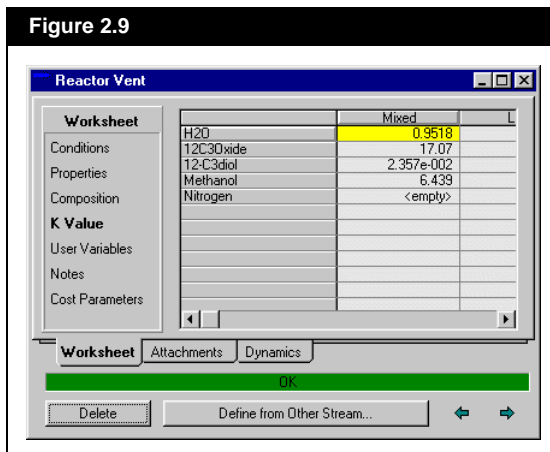 Figure 2.9
Reactor Vent
Worksheet
Conditions
Properties
Composition
K Value
User Variables
Notes
Cost Parameters
Mixed L
H2O 0.9518
12C3Oxide 17.07
12-C3diol 2.357e-002
Methanol 6.439
Nitrogen <empty>
Worksheet Attachments Dynamics
OK
Delete Define from Other Stream...